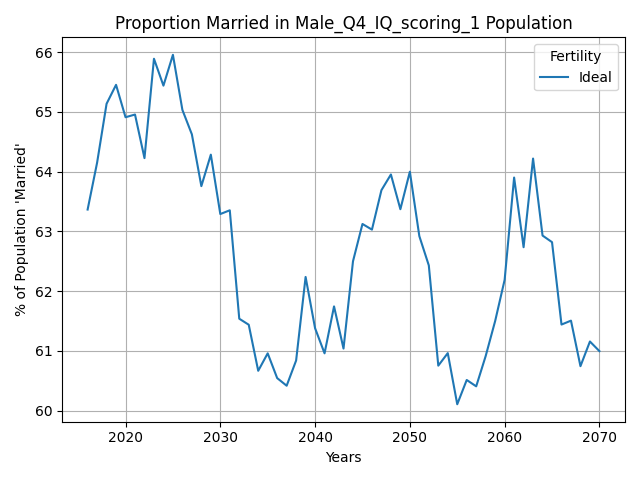 Proportion Married in Male_Q4_IQ_scoring_1 Population
Fertility
Ideal
% of Population 'Married'
66
65
64
63
62
61
60
2020
2030
2040
2050
2060
2070
Years